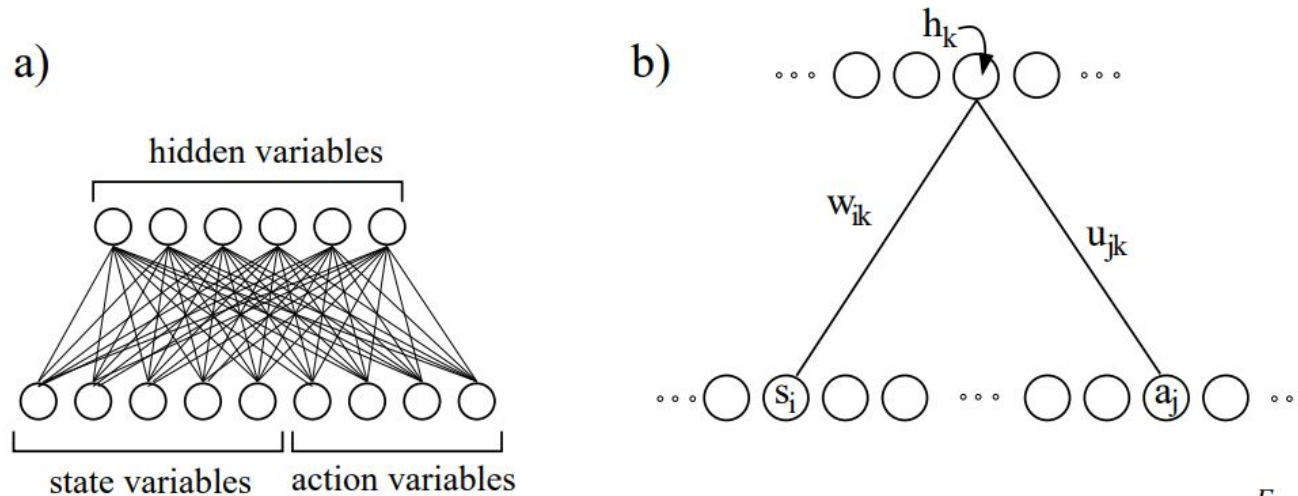 a)
hidden variables
state variables
action variables
b)
h_k
w_ik
u_jk
s_i
a_j
F